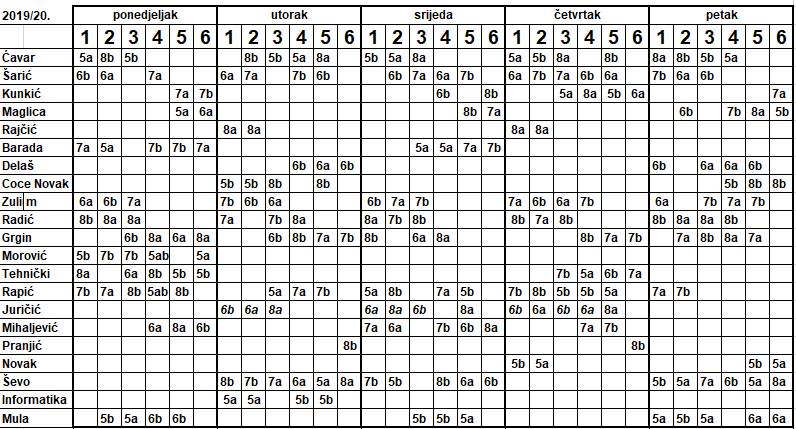 2019/20. ponedjeljak utorak srijeda četvrtak petak
1 2 3 4 5 6 1 2 3 4 5 6 1 2 3 4 5 6 1 2 3 4 5 6 1 2 3 4 5 6
Ćavar 5a 8b 5b 8b 5b 5a 8a 5b 5a 8a 5a 5b 8a 8b 8a 8b 5b 5a
Šarić 6b 6a 7a 6a 7a 7b 6b 6b 7a 6a 7b 6a 7b 7a 6b 6a 7b 6a 6b
Kunkić 7a 7b 6b 8b 5a 8a 5b 6a 7a
Maglica 5a 6a 8b 7a 6b 7b 8a 5b
Rajčić 8a 8a 8a 8a
Barada 7a 5a 7b 7b 7a 5a 5a 7a 7b
Delaš 6b 6a 6b 6b 6a 6a 6b
Coce Novak 5b 5b 8b 8b 5b 8b 8b
Zulim 6a 6b 7a 7b 6b 6a 6b 7a 7b 7a 6b 6a 7b 6a 7b 7a 7b
Radić 8b 8a 8a 7a 7b 8a 8a 7b 8b 8b 7a 8b 8b 8a 8a 8b
Grgin 6b 8a 6a 8a 6b 8b 7a 7b 8b 6a 8a 8b 7a 7b 7a 8b 8a 7a
Morović 5b 7b 7b 5ab 5a
Tehnički 8a 6a 8b 5b 5b 7b 5a 6b 7a
Rapić 7b 7a 8b 5ab 8b 5a 7a 7b 5a 8b 7a 5b 7b 8b 5b 5b 5a 7a 7b
Juričić 6b 6a 8a 6a 8a 6b 8a 6b 6a 6b 6a 8a
Mihaljević 6a 8a 6b 7a 6a 7b 6b 8a 7a 7b
Pranjić 8b 8b
Novak 5b 5a 5b 5a
Ševo 8b 7b 7a 6a 5a 8a 7b 5b 8b 6a 6b 5b 5a 7a 6b 5a 8a
Informatika 5a 5a 5b 5b
Mula 5b 5a 6b 6b 5b 5b 5a 5a 5b 5a 6a 6a